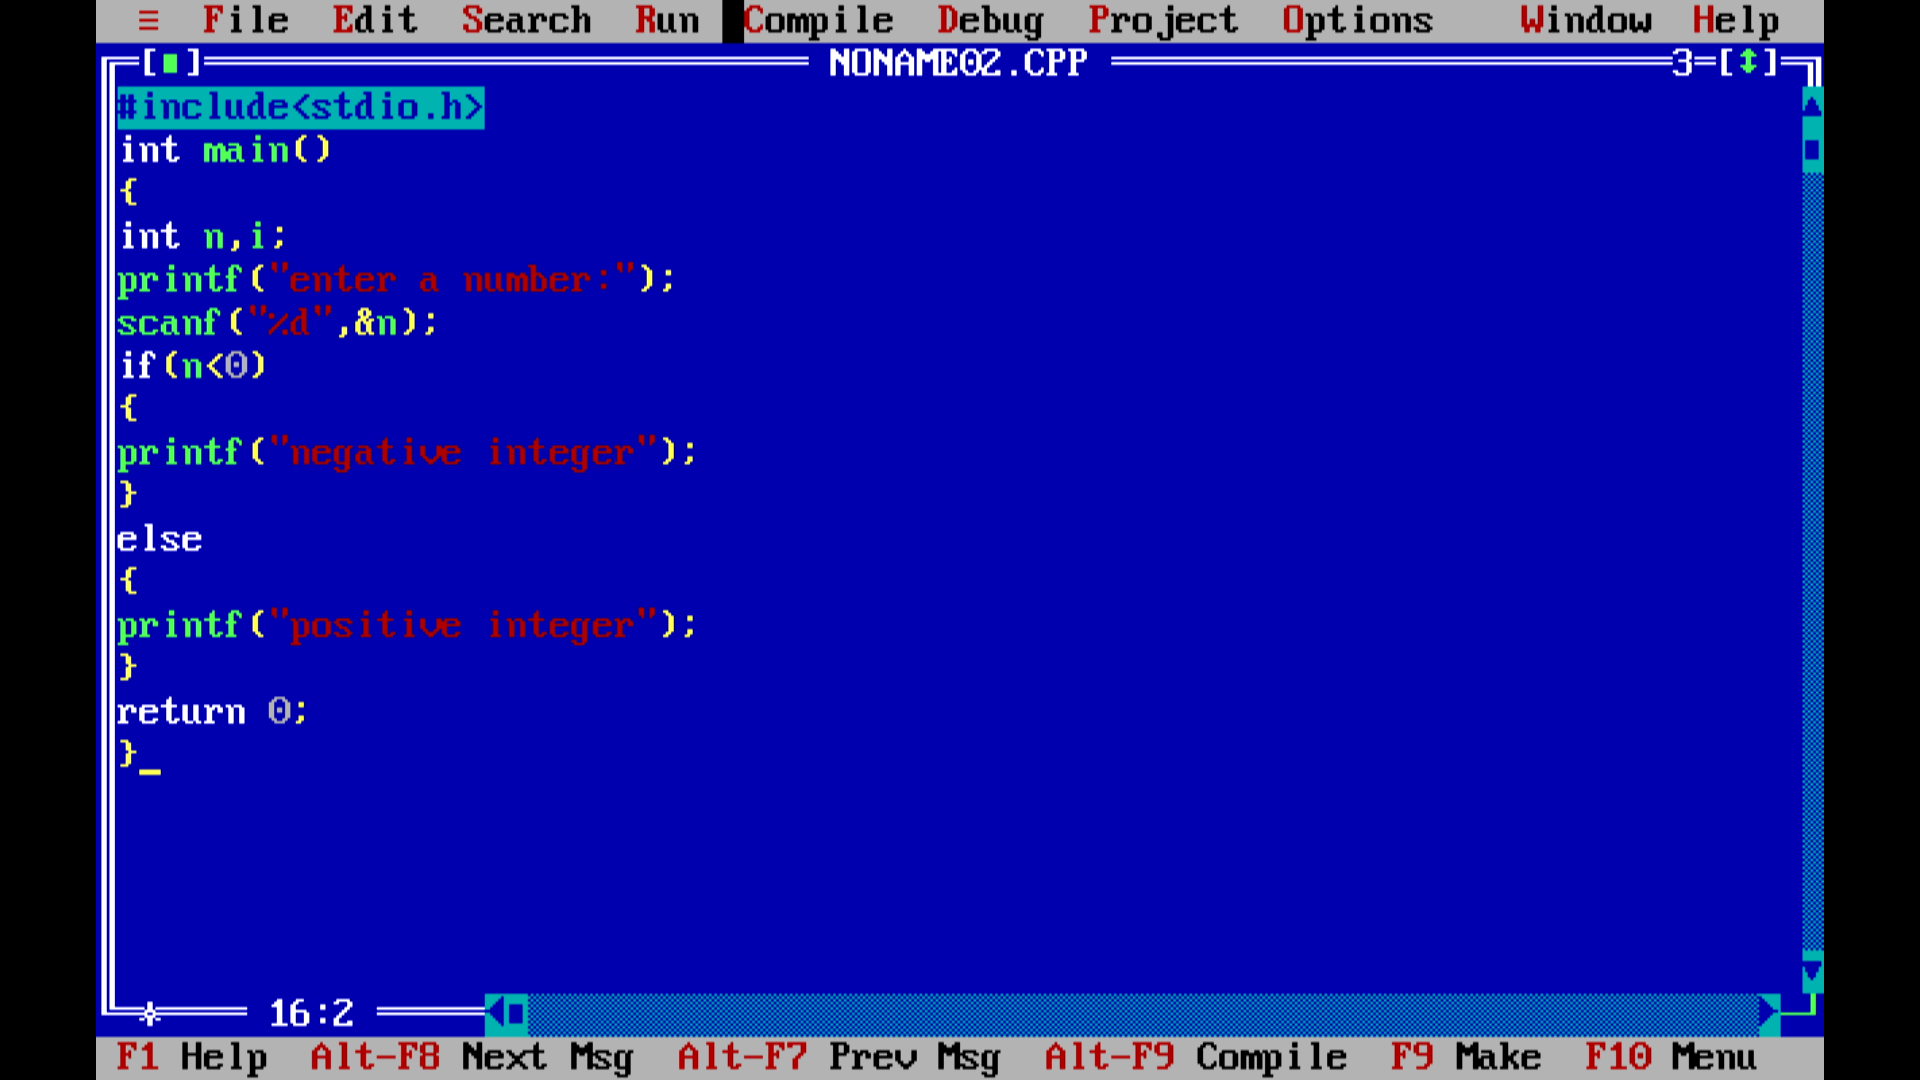 ≡ File Edit Search Run Compile Debug Project Options Window Help
[■] NONAME02.CPP 3=[↕]
#include<stdio.h>
int main()
{
int n,i;
printf("enter a number:");
scanf("%d",&n);
if(n<0)
{
printf("negative integer");
}
else
{
printf("positive integer");
}
return 0;
}_
16:2
F1 Help Alt-F8 Next Msg Alt-F7 Prev Msg Alt-F9 Compile F9 Make F10 Menu